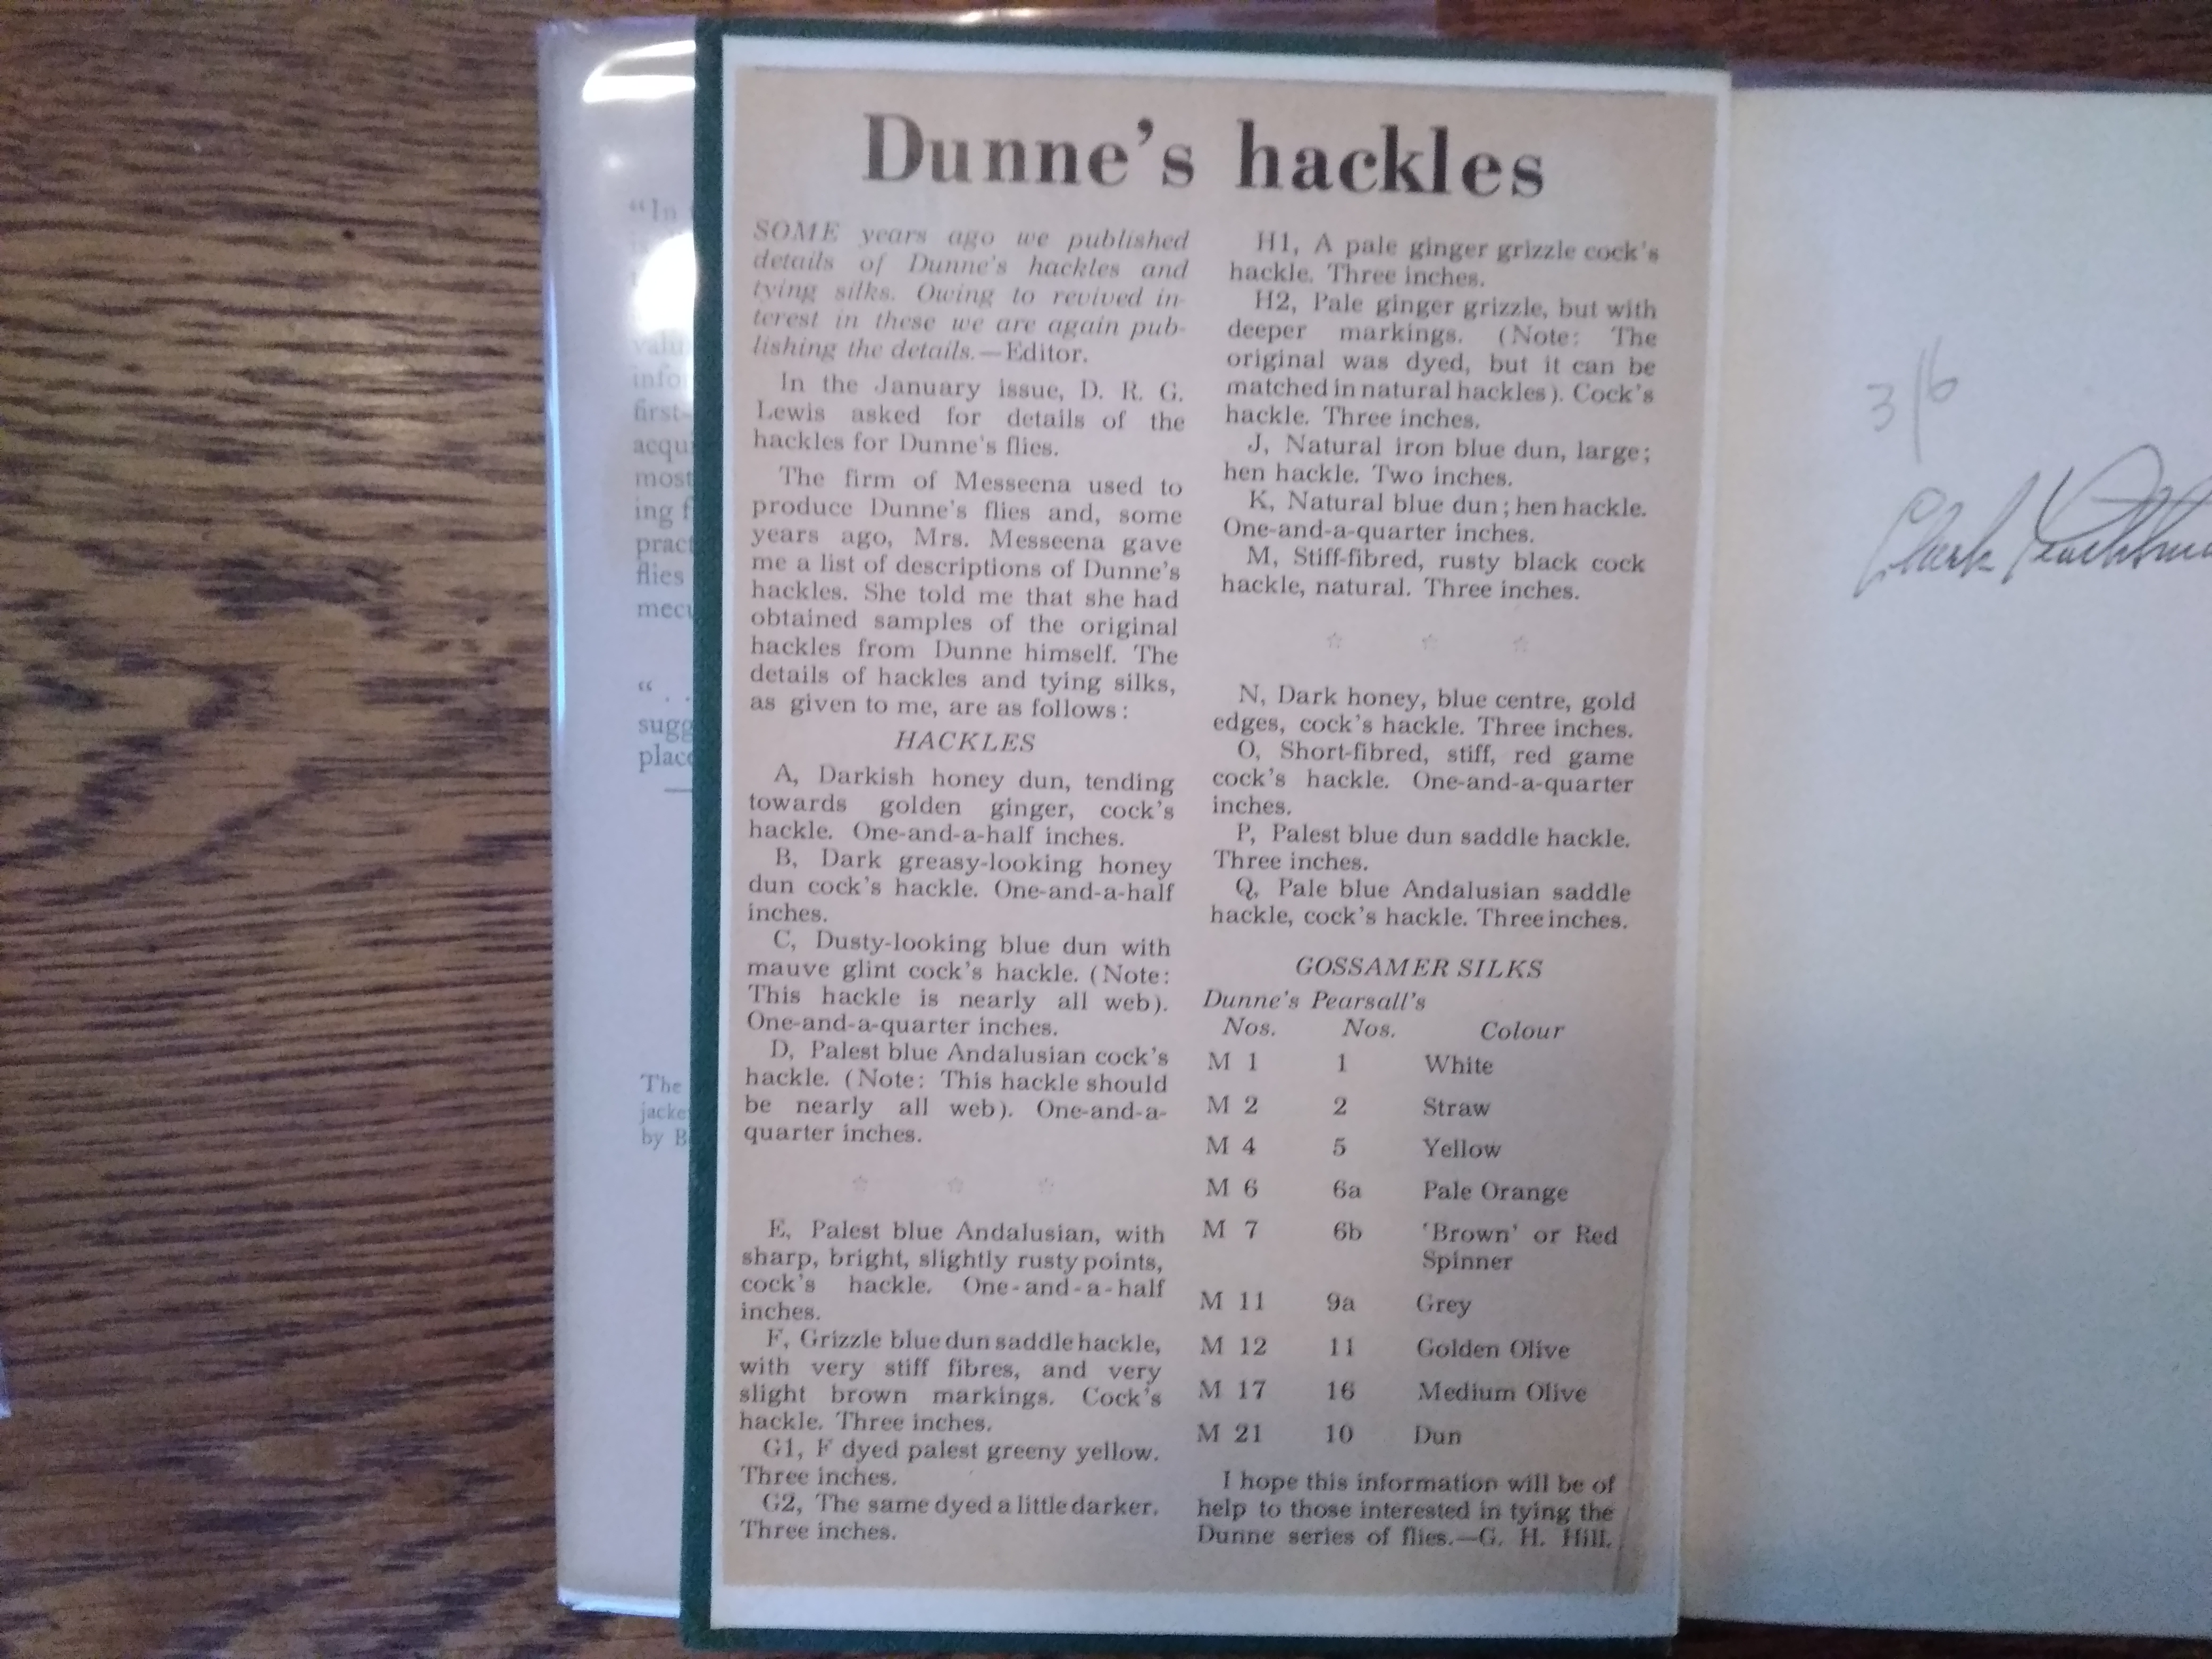 Dunne's hackles
SOME years ago we published
details of Dunne's hackles and
tying silks. Owing to revived in-
terest in these we are again pub-
lishing the details.—Editor.
In the January issue, D. R. G.
Lewis asked for details of the
hackles for Dunne's flies.
The firm of Messeena used to
produce Dunne's flies and, some
years ago, Mrs. Messeena gave
me a list of descriptions of Dunne's
hackles. She told me that she had
obtained samples of the original
hackles from Dunne himself. The
details of hackles and tying silks,
as given to me, are as follows:
HACKLES
A, Darkish honey dun, tending
towards golden ginger, cock's
hackle. One-and-a-half inches.
B, Dark greasy-looking honey
dun cock's hackle. One-and-a-half
inches.
C, Dusty-looking blue dun with
mauve glint cock's hackle. (Note:
This hackle is nearly all web).
One-and-a-quarter inches.
D, Palest blue Andalusian cock's
hackle. (Note: This hackle should
be nearly all web). One-and-a-
quarter inches.
E, Palest blue Andalusian, with
sharp, bright, slightly rusty points,
cock's hackle. One-and-a-half
inches.
F, Grizzle blue dun saddle hackle,
with very stiff fibres, and very
slight brown markings. Cock's
hackle. Three inches.
G1, F dyed palest greeny yellow.
Three inches.
G2, The same dyed a little darker.
Three inches.
H1, A pale ginger grizzle cock's
hackle. Three inches.
H2, Pale ginger grizzle, but with
deeper markings. (Note: The
original was dyed, but it can be
matched in natural hackles). Cock's
hackle. Three inches.
J, Natural iron blue dun, large;
hen hackle. Two inches.
K, Natural blue dun; hen hackle.
One-and-a-quarter inches.
M, Stiff-fibred, rusty black cock
hackle, natural. Three inches.
N, Dark honey, blue centre, gold
edges, cock's hackle. Three inches.
O, Short-fibred, stiff, red game
cock's hackle. One-and-a-quarter
inches.
P, Palest blue dun saddle hackle.
Three inches.
Q, Pale blue Andalusian saddle
hackle, cock's hackle. Three inches.
GOSSAMER SILKS
Dunne's Pearsall's
Nos. Nos. Colour
M 1 1 White
M 2 2 Straw
M 4 5 Yellow
M 6 6a Pale Orange
M 7 6b 'Brown' or Red
Spinner
M 11 9a Grey
M 12 11 Golden Olive
M 17 16 Medium Olive
M 21 10 Dun
I hope this information will be of
help to those interested in tying the
Dunne series of flies.—G. H. Hill.
"In
valu
info
first-
acqu
most
ing f
pract
flies
mecu
" . .
sugg
place
The
jacke
by B
3/6